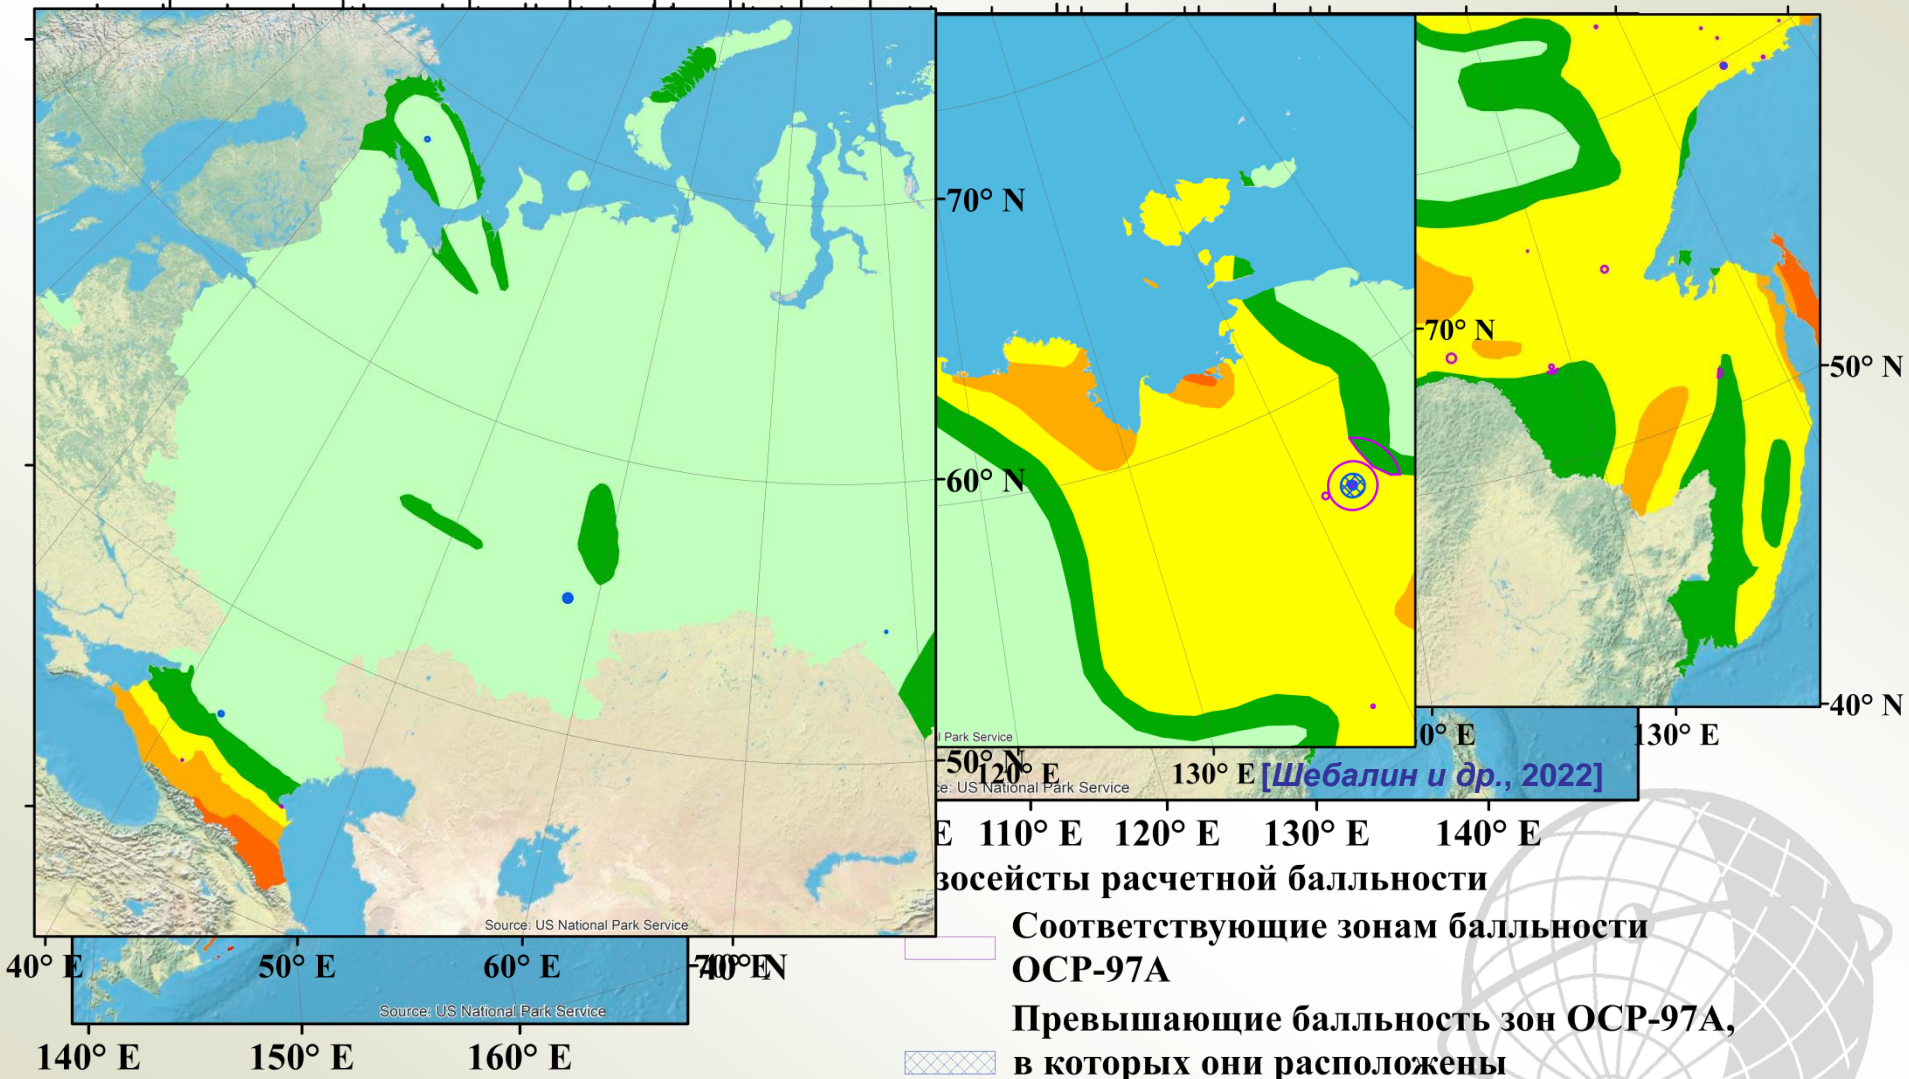 70° N
60° N
70° N
50° N
40° N
0° E
130° E
50° N
120° E
130° E
[Шебалин и др., 2022]
l Park Service
e: US National Park Service
E
110° E
120° E
130° E
140° E
зосейсты расчетной балльности
Соответствующие зонам балльности
ОСР-97А
Превышающие балльность зон ОСР-97А,
в которых они расположены
Source: US National Park Service
40° E
50° E
60° E
Source: US National Park Service
140° E
150° E
160° E